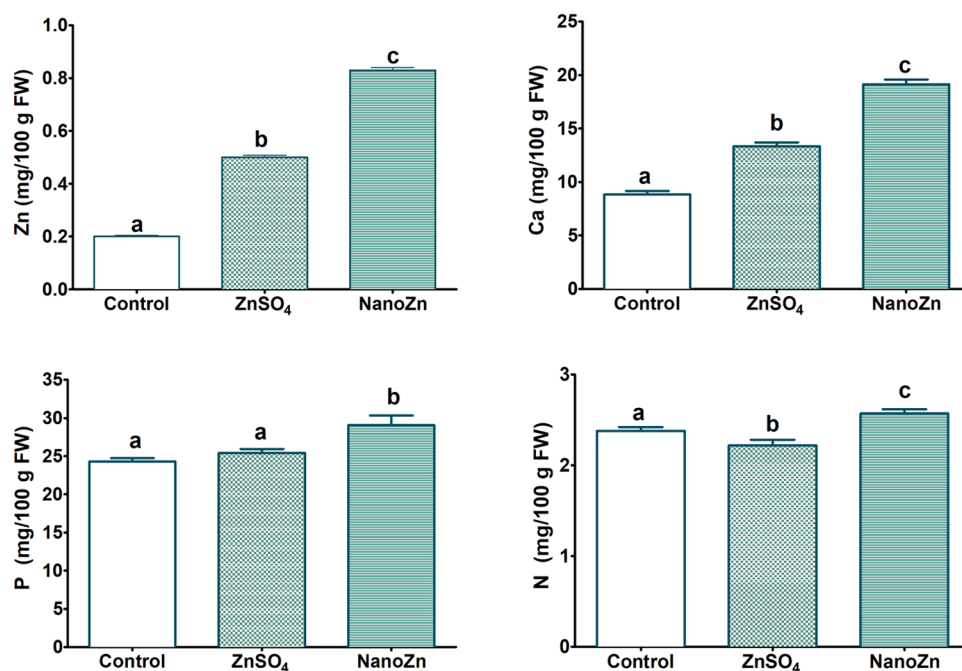 Zn (mg/100 g FW)
1.0
0.8
0.6
0.4
0.2
0.0
a
b
c
Control
ZnSO₄
NanoZn
Ca (mg/100 g FW)
25
20
15
10
5
0
a
b
c
Control
ZnSO₄
NanoZn
P (mg/100 g FW)
35
30
25
20
15
10
5
0
a
a
b
Control
ZnSO₄
NanoZn
N (mg/100 g FW)
3
2
1
0
a
b
c
Control
ZnSO₄
NanoZn